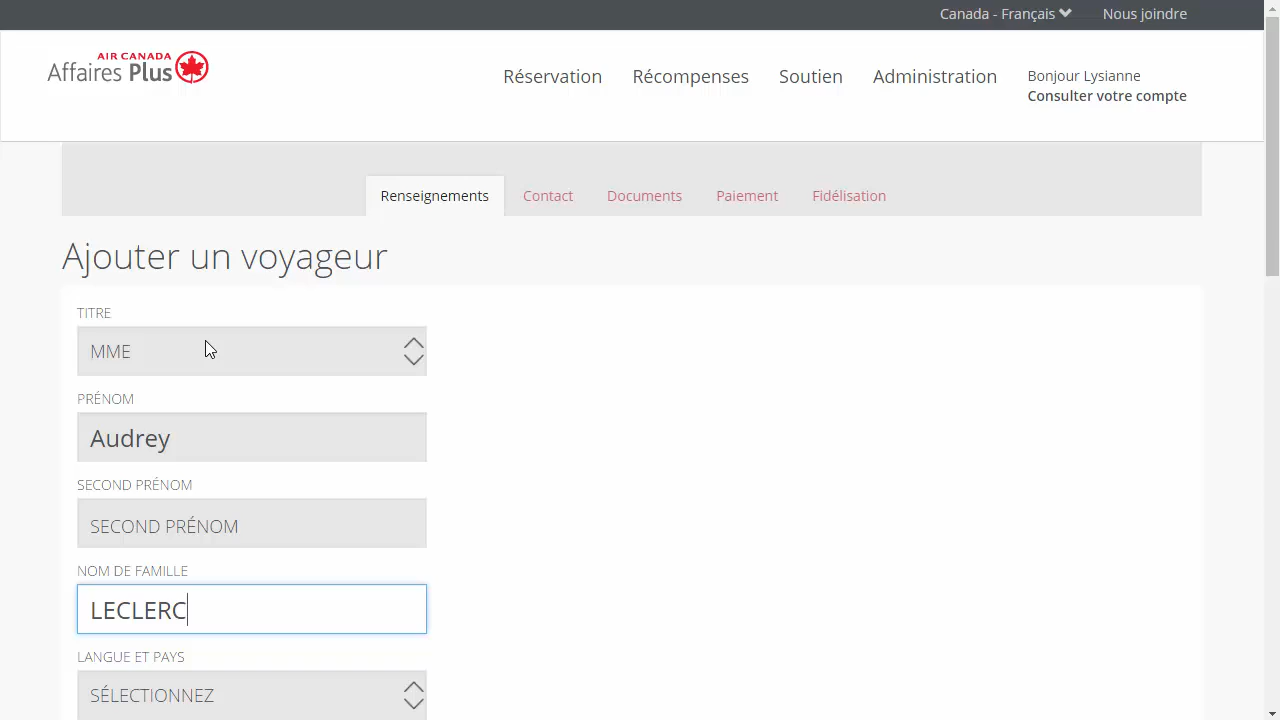 Canada - Français
Nous joindre
AIR CANADA
Affaires Plus
Réservation
Récompenses
Soutien
Administration
Bonjour Lysianne
Consulter votre compte
Renseignements
Contact
Documents
Paiement
Fidélisation
Ajouter un voyageur
TITRE
MME
PRÉNOM
Audrey
SECOND PRÉNOM
SECOND PRÉNOM
NOM DE FAMILLE
LECLERC
LANGUE ET PAYS
SÉLECTIONNEZ